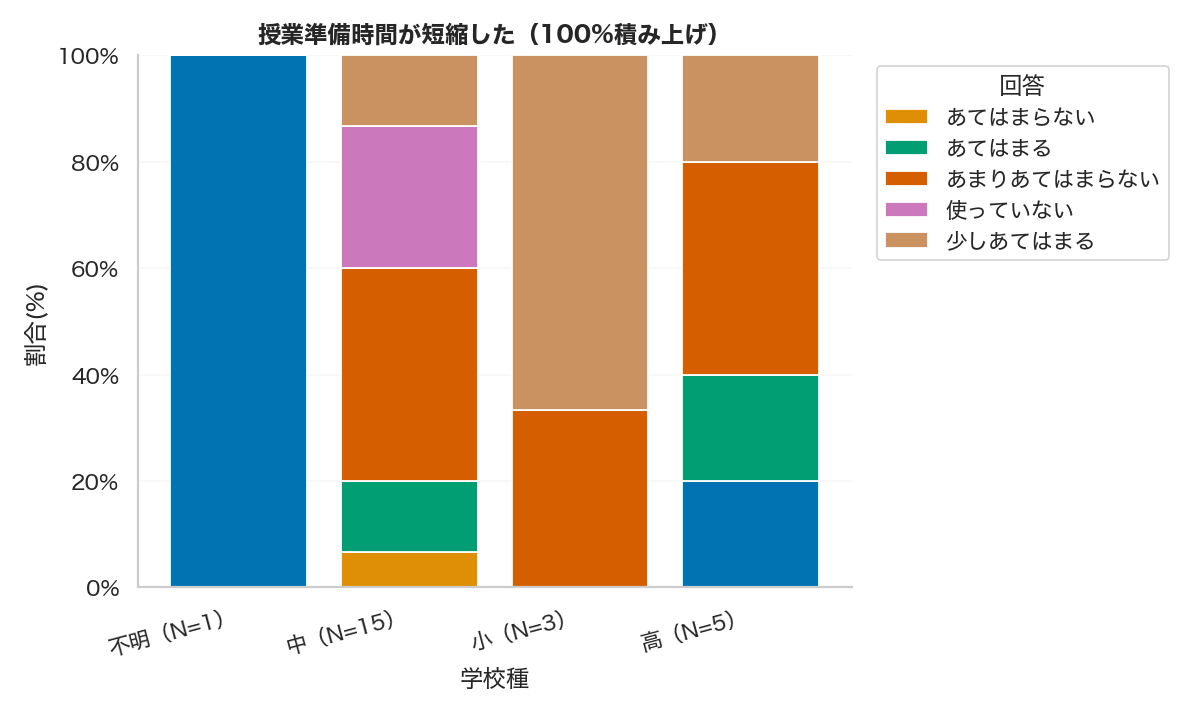 授業準備時間が短縮した（100%積み上げ）
100%
80%
60%
40%
20%
0%
割合(%)
不明（N=1）
中（N=15）
小（N=3）
高（N=5）
学校種
回答
あてはまらない
あてはまる
あまりあてはまらない
使っていない
少しあてはまる